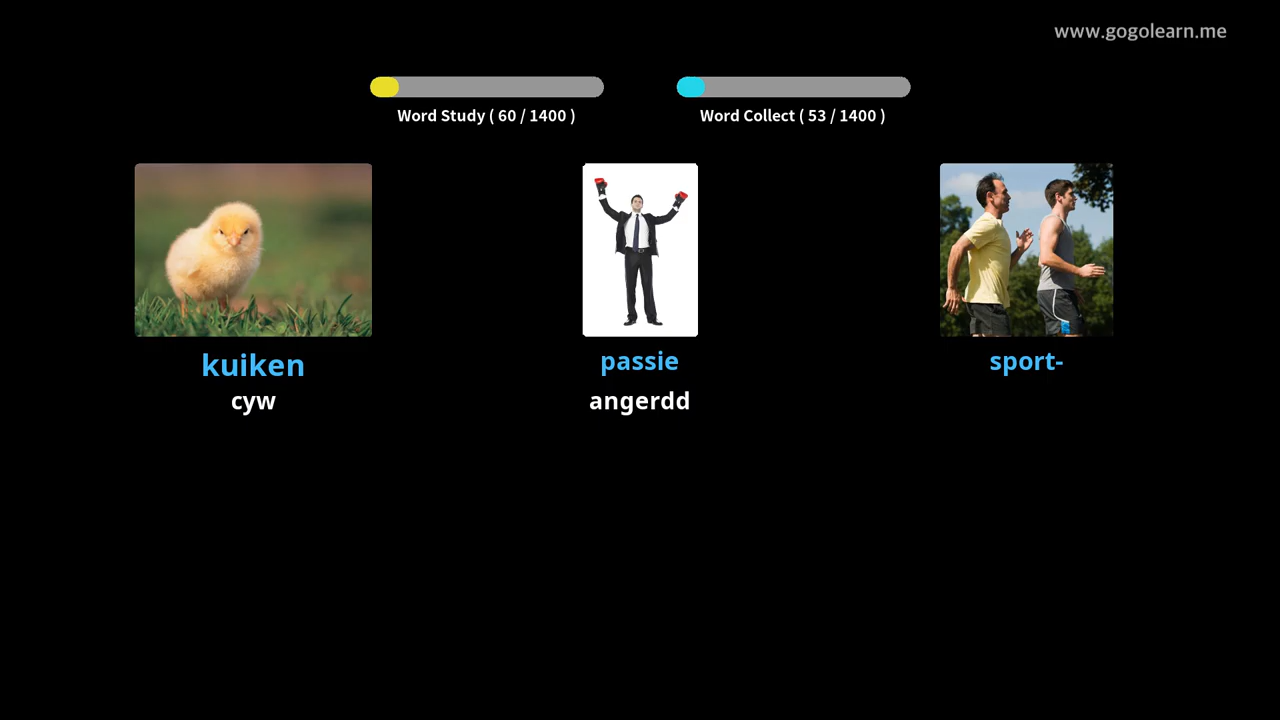 www.gogolearn.me
Word Study ( 60 / 1400 )
Word Collect ( 53 / 1400 )
kuiken
cyw
passie
angerdd
sport-